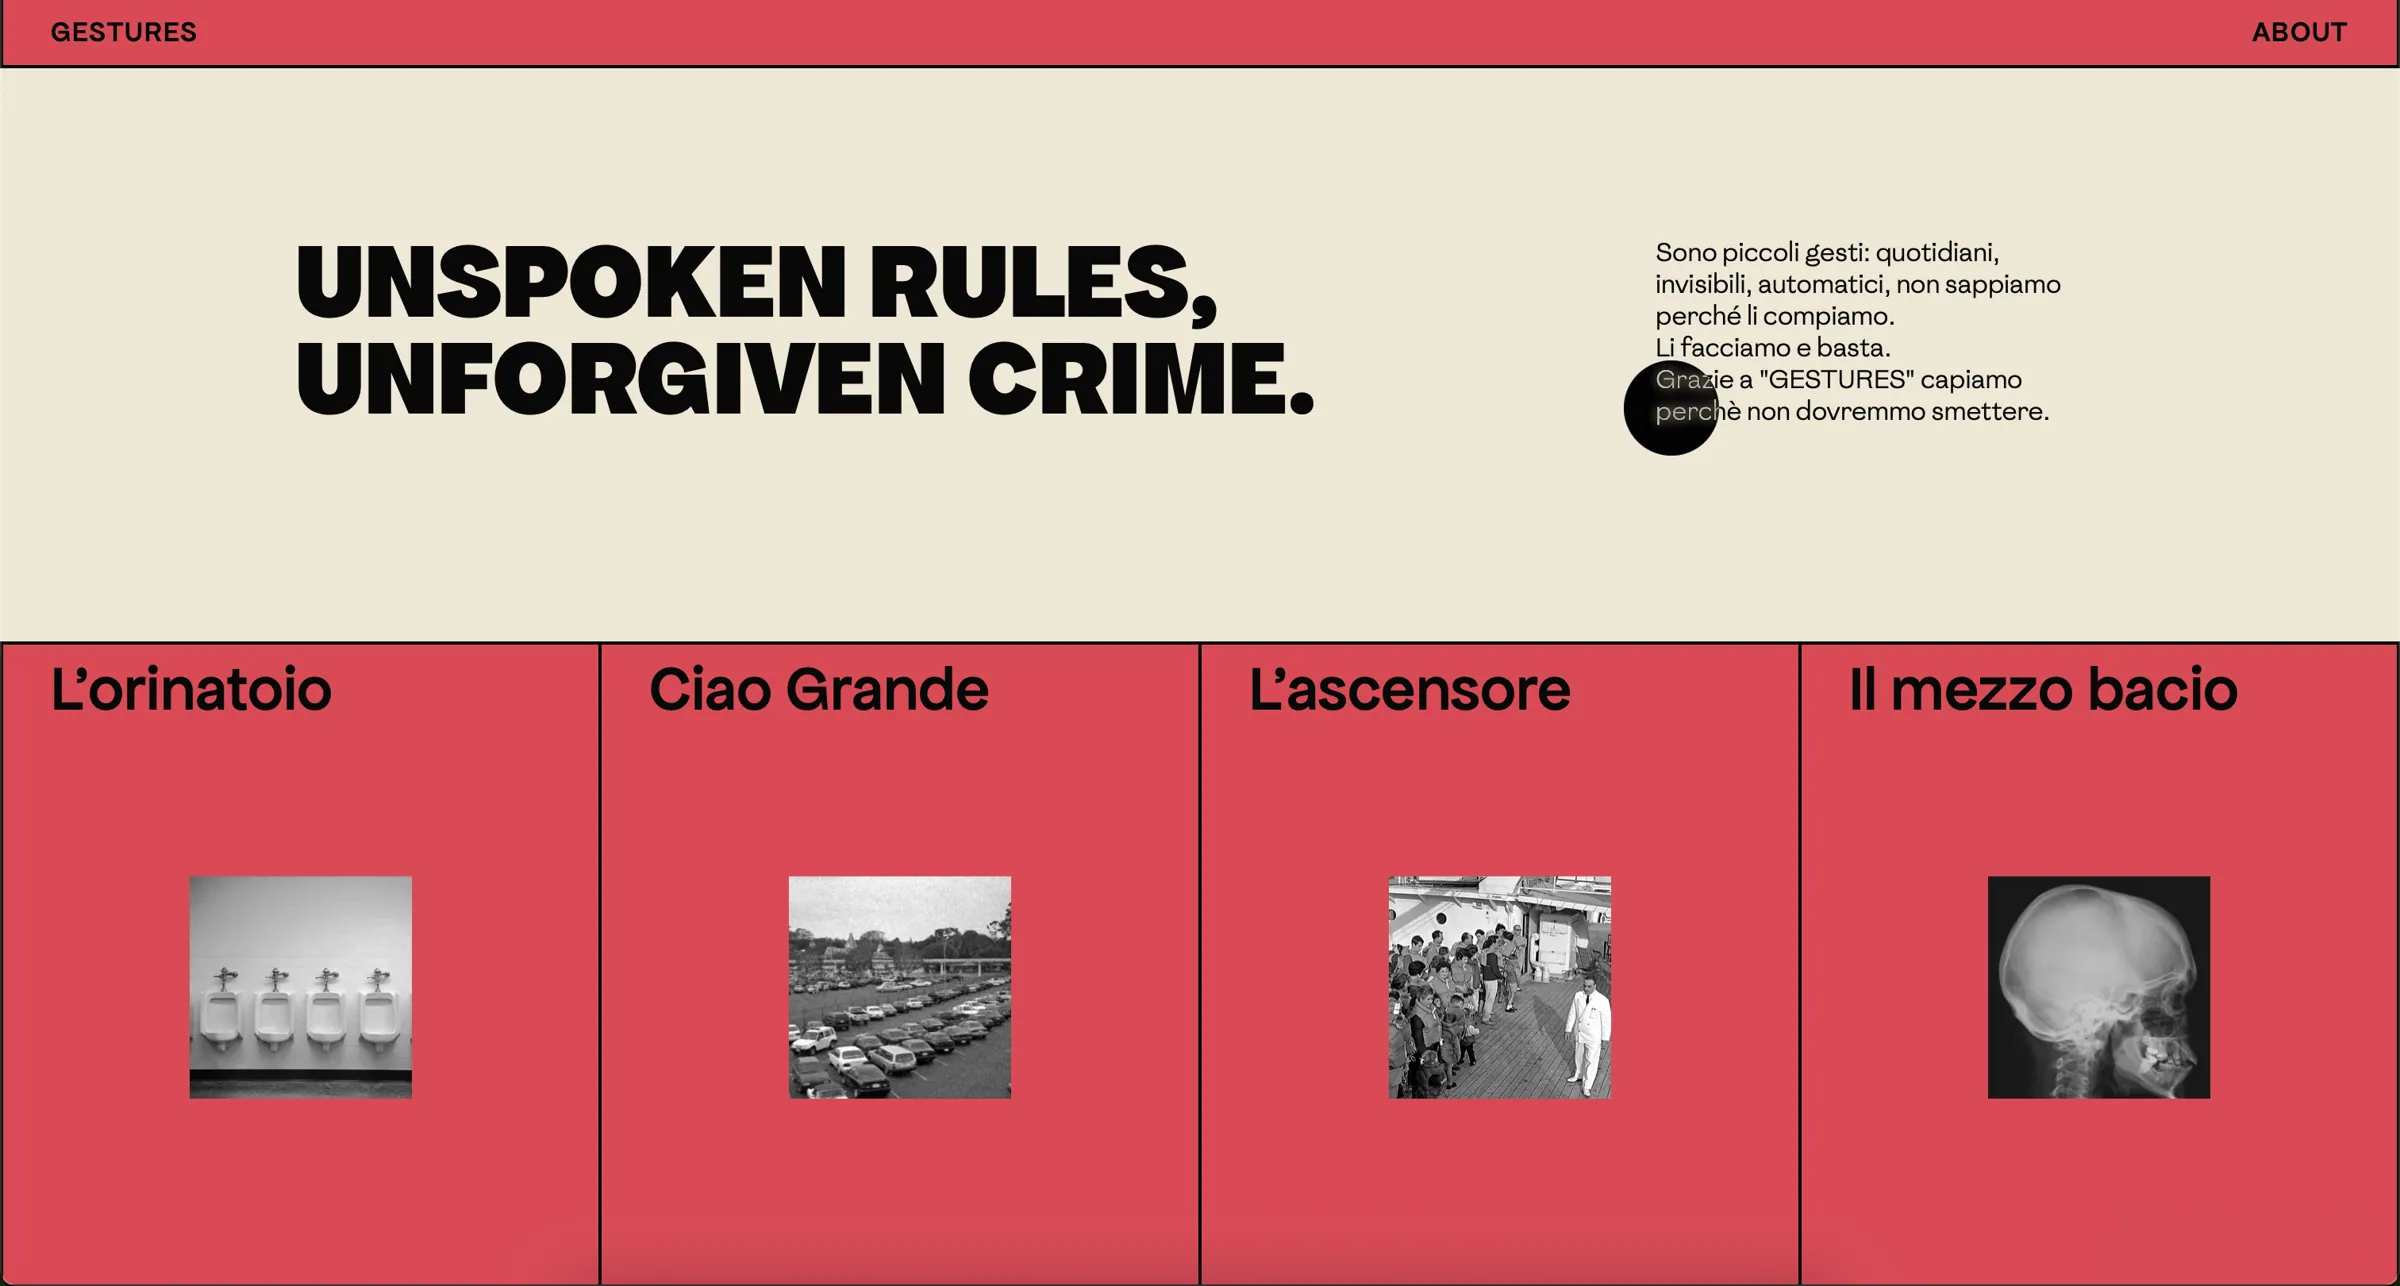 GESTURES
ABOUT
UNSPOKEN RULES,
UNFORGIVEN CRIME.
Sono piccoli gesti: quotidiani,
invisibili, automatici, non sappiamo
perché li compiamo.
Li facciamo e basta.
Grazie a "GESTURES" capiamo
perchè non dovremmo smettere.
L’orinatoio
Ciao Grande
L’ascensore
Il mezzo bacio